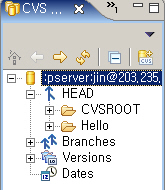 CVS
:pserver:jin@203,235,
HEAD
CVSROOT
Hello
Branches
Versions
Dates